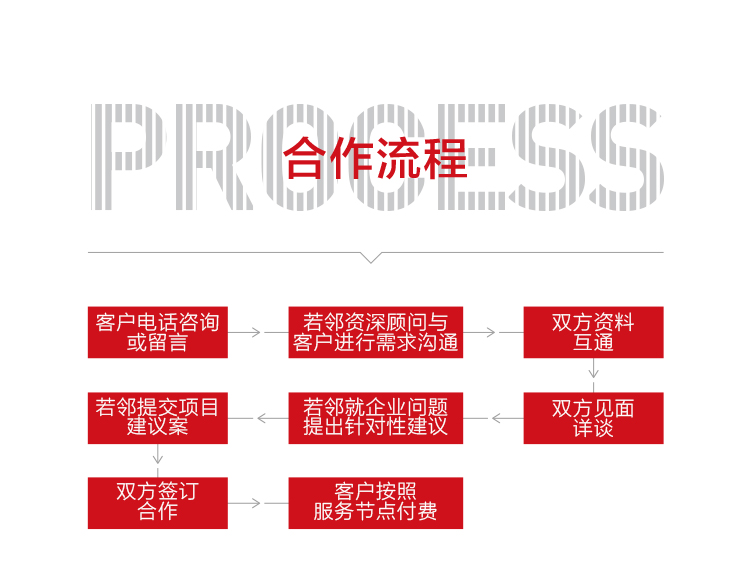 PROCESS
合作流程
客户电话咨询
或留言
若邻资深顾问与
客户进行需求沟通
双方资料
互通
双方见面
详谈
若邻就企业问题
提出针对性建议
若邻提交项目
建议案
双方签订
合作
客户按照
服务节点付费